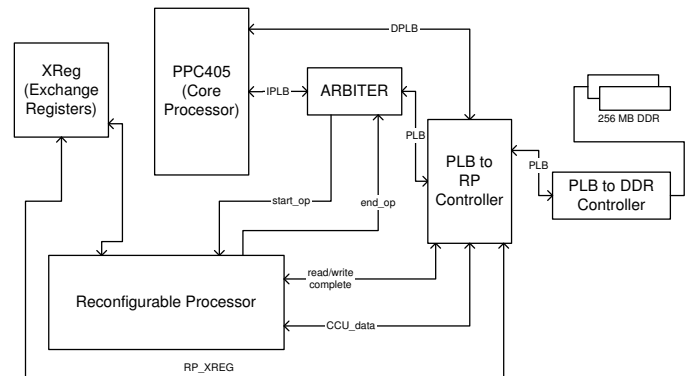 DPLB
XReg
(Exchange
Registers)
PPC405
(Core
Processor)
IPLB
ARBITER
PLB
256 MB DDR
PLB to
RP
Controller
PLB
PLB to DDR
Controller
start_op
end_op
Reconfigurable Processor
read/write
complete
CCU_data
RP_XREG